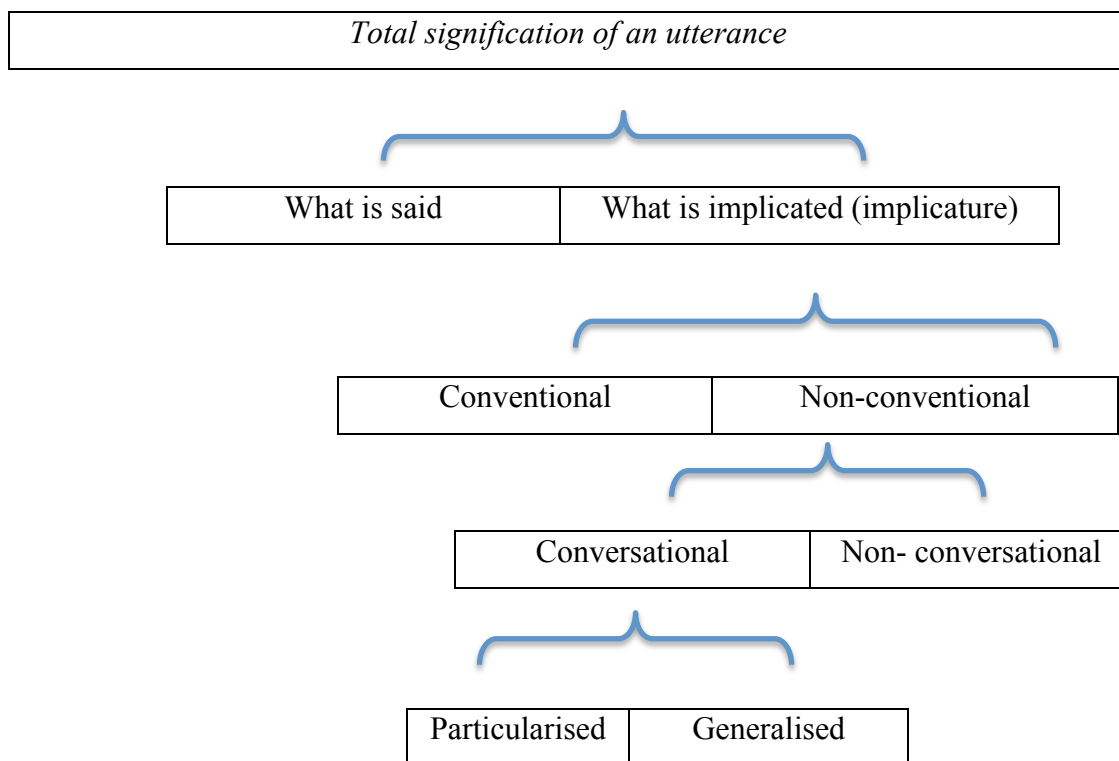 Total signification of an utterance
What is said What is implicated (implicature)
Conventional Non-conventional
Conversational Non- conversational
Particularised Generalised